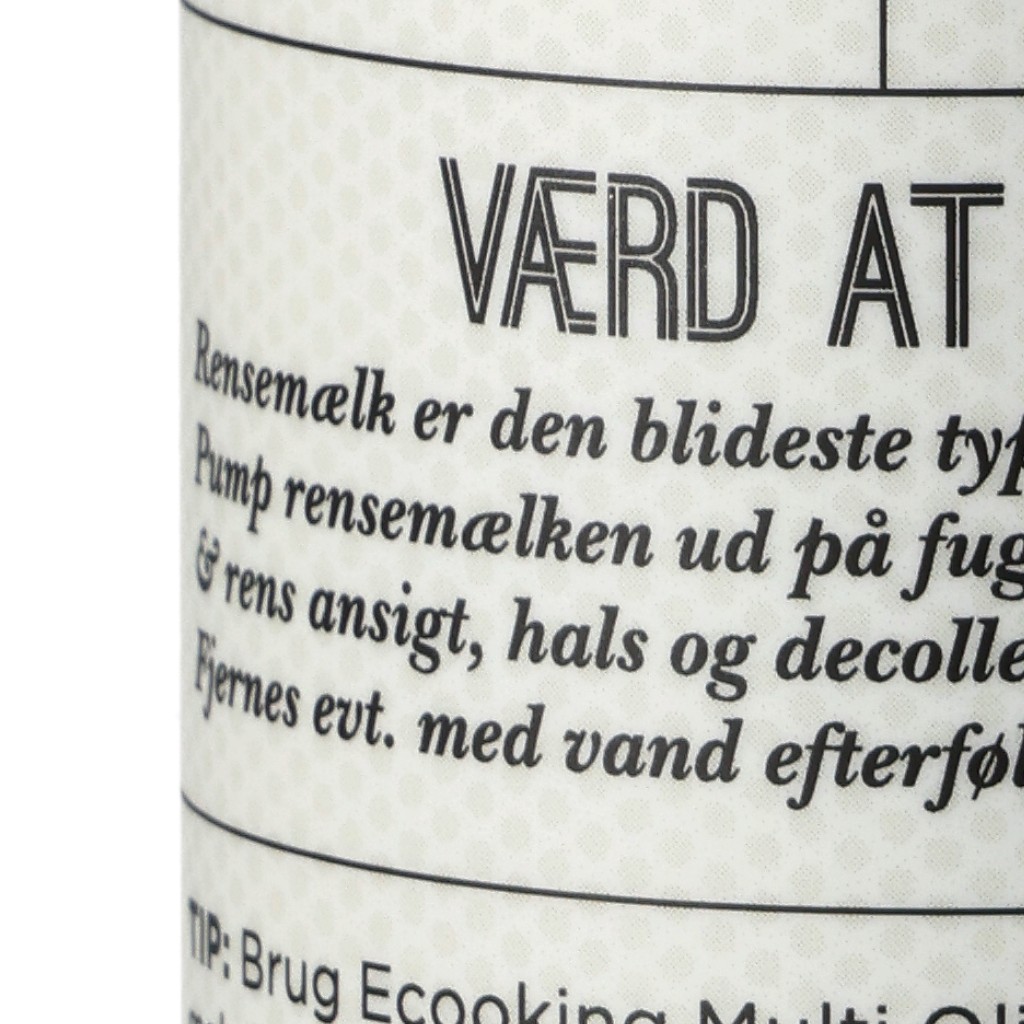 VÆRD AT
Rensemælk er den blideste typ
Pump rensemælken ud på fug
& rens ansigt, hals og decolle
Fjernes evt. med vand efterføl
TIP: Brug Ecooking Multi Oli